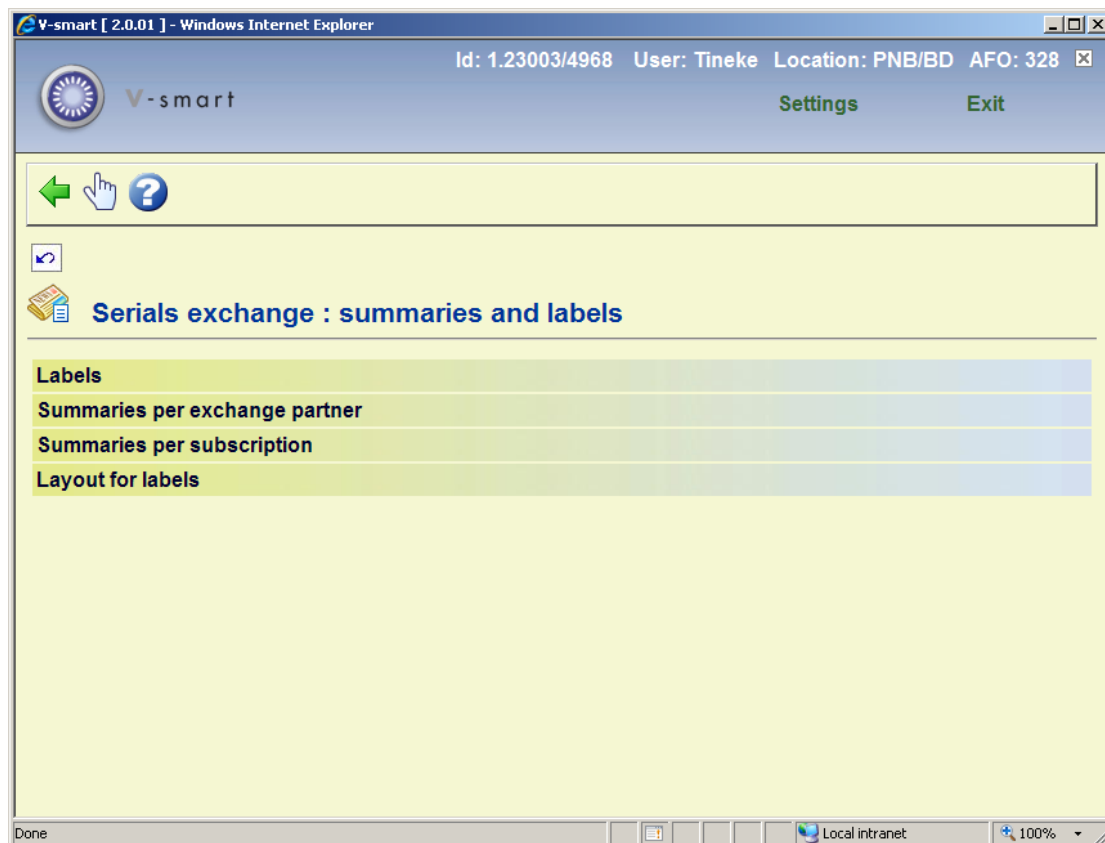 V-smart [ 2.0.01 ] - Windows Internet Explorer
Id: 1.23003/4968 User: Tineke Location: PNB/BD AFO: 328
V-smart
Settings Exit
Serials exchange : summaries and labels
Labels
Summaries per exchange partner
Summaries per subscription
Layout for labels
Done Local intranet 100%